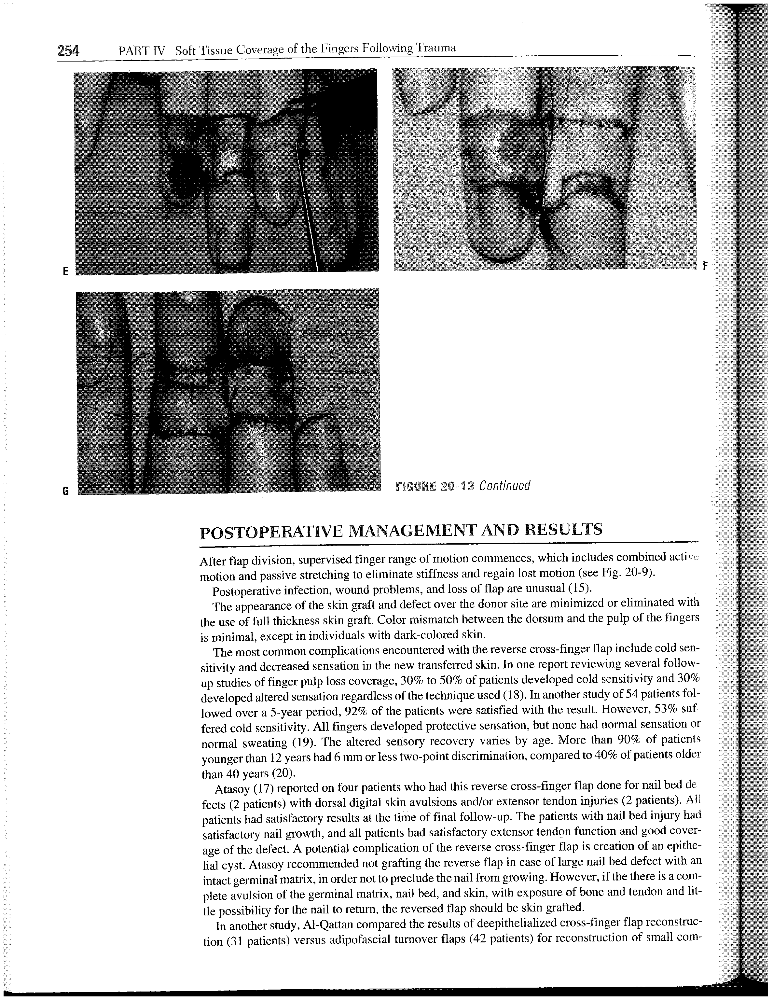 254 PART IV Soft Tissue Coverage of the Fingers Following Trauma
E
F
G
FIGURE 20-19 Continued
POSTOPERATIVE MANAGEMENT AND RESULTS
After flap division, supervised finger range of motion commences, which includes combined active
motion and passive stretching to eliminate stiffness and regain lost motion (see Fig. 20-9).
Postoperative infection, wound problems, and loss of flap are unusual (15).
The appearance of the skin graft and defect over the donor site are minimized or eliminated with
the use of full thickness skin graft. Color mismatch between the dorsum and the pulp of the fingers
is minimal, except in individuals with dark-colored skin.
The most common complications encountered with the reverse cross-finger flap include cold sen-
sitivity and decreased sensation in the new transferred skin. In one report reviewing several follow-
up studies of finger pulp loss coverage, 30% to 50% of patients developed cold sensitivity and 30%
developed altered sensation regardless of the technique used (18). In another study of 54 patients fol-
lowed over a 5-year period, 92% of the patients were satisfied with the result. However, 53% suf-
fered cold sensitivity. All fingers developed protective sensation, but none had normal sensation or
normal sweating (19). The altered sensory recovery varies by age. More than 90% of patients
younger than 12 years had 6 mm or less two-point discrimination, compared to 40% of patients older
than 40 years (20).
Atasoy (17) reported on four patients who had this reverse cross-finger flap done for nail bed de-
fects (2 patients) with dorsal digital skin avulsions and/or extensor tendon injuries (2 patients). All
patients had satisfactory results at the time of final follow-up. The patients with nail bed injury had
satisfactory nail growth, and all patients had satisfactory extensor tendon function and good cover-
age of the defect. A potential complication of the reverse cross-finger flap is creation of an epithe-
lial cyst. Atasoy recommended not grafting the reverse flap in case of large nail bed defect with an
intact germinal matrix, in order not to preclude the nail from growing. However, if the there is a com-
plete avulsion of the germinal matrix, nail bed, and skin, with exposure of bone and tendon and lit-
tle possibility for the nail to return, the reversed flap should be skin grafted.
In another study, Al-Qattan compared the results of deepithelialized cross-finger flap reconstruc-
tion (31 patients) versus adipofascial turnover flaps (42 patients) for reconstruction of small com-